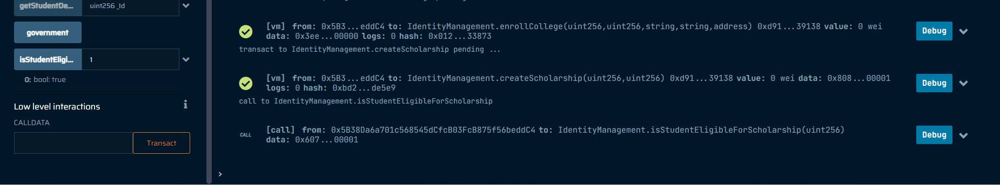 getStudentDe... uint256 _Id
government
isStudentEligi... 1
0: bool: true
Low level interactions
CALLDATA
Transact
[vm] from: 0x5B3...eddC4 to: IdentityManagement.enrollCollege(uint256,uint256,string,string,address) 0xd91...39138 value: 0 wei
data: 0x3ee...00000 logs: 0 hash: 0x012...33873
Debug
transact to IdentityManagement.createScholarship pending ...
[vm] from: 0x5B3...eddC4 to: IdentityManagement.createScholarship(uint256,uint256) 0xd91...39138 value: 0 wei data: 0x808...00001
logs: 0 hash: 0xbd2...de5e9
Debug
call to IdentityManagement.isStudentEligibleForScholarship
CALL
[call] from: 0x5B38Da6a701c568545dCfcB03FcB875f56beddC4 to: IdentityManagement.isStudentEligibleForScholarship(uint256)
data: 0x607...00001
Debug
>